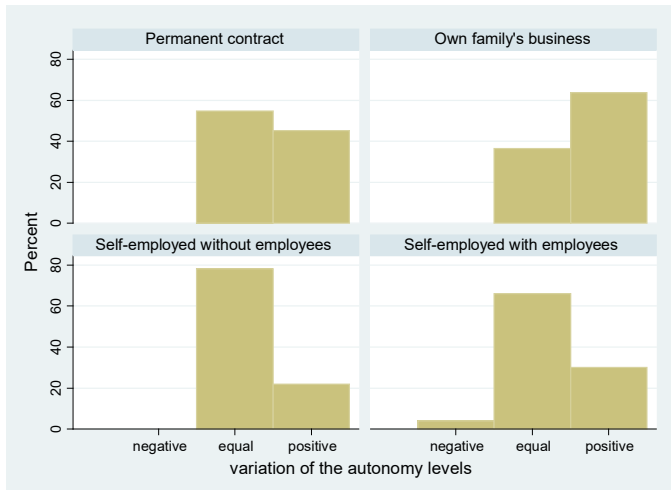 Permanent contract
Own family's business
80
60
40
20
0
Self-employed without employees
Self-employed with employees
80
60
40
20
0
Percent
negative equal positive
negative equal positive
variation of the autonomy levels